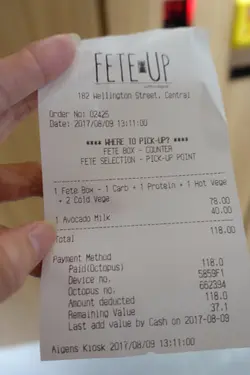 FETE UP
182 Wellington Street, Central
Order No: 02425
Date: 2017/08/09 13:11:00
**** WHERE TO PICK-UP? ****
FETE BOX - COUNTER
FETE SELECTION - PICK-UP POINT
1 Fete Box - 1 Carb + 1 Protein + 1 Hot Vege
+ 2 Cold Vege 78.00
1 Avocado Milk 40.00
Total 118.00
Payment Method
Paid(Octopus) 118.0
Device no. 5859F1
Octopus no. 662394
Amount deducted 118.0
Remaining Value 37.1
Last add value by Cash on 2017-08-09
Aigens Kiosk 2017/08/09 13:11:00